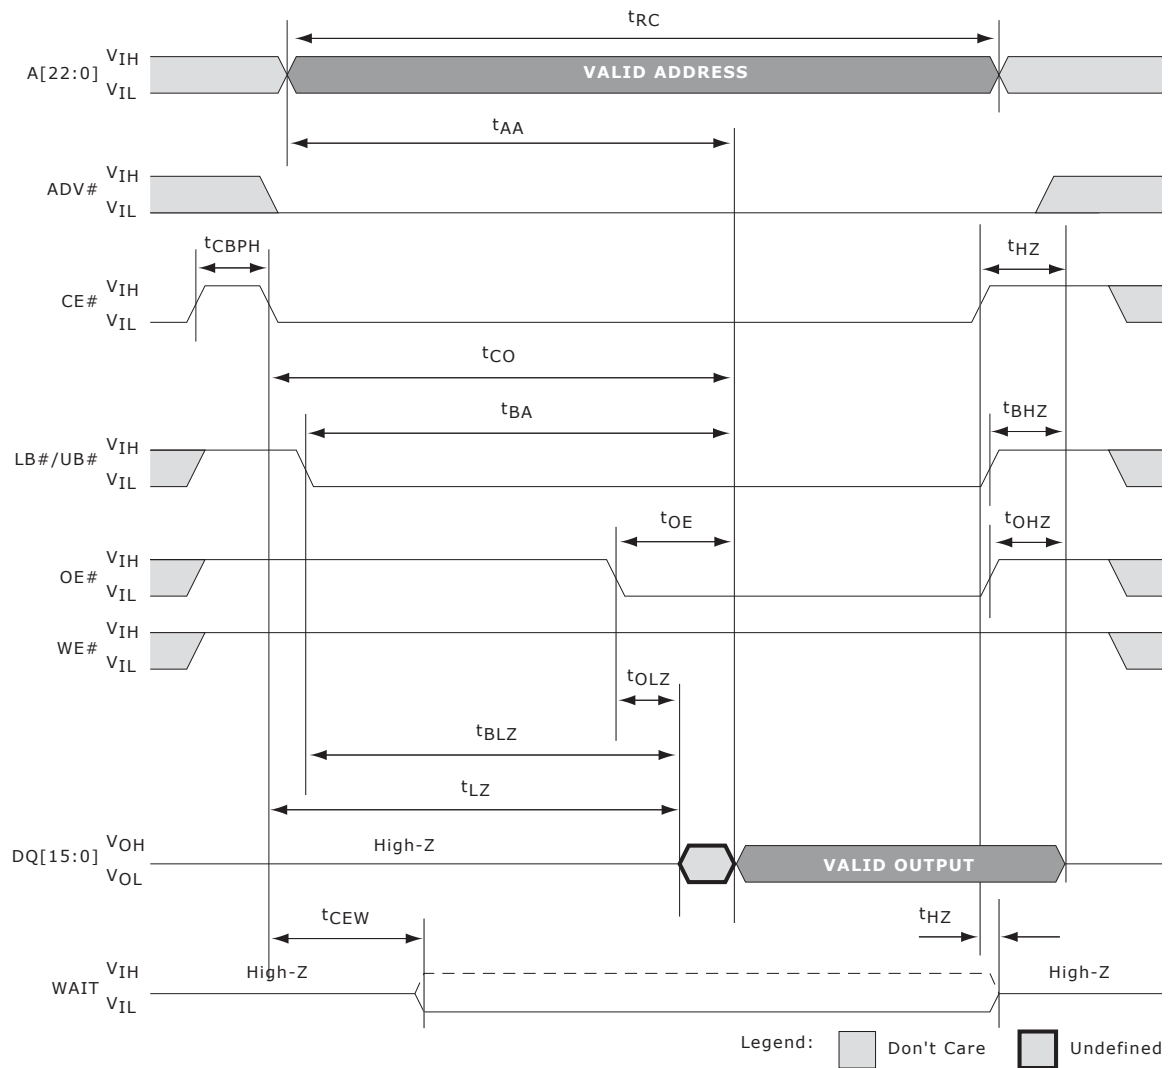 tRC
A[22:0] VIH VIL VALID ADDRESS
tAA
ADV# VIH VIL
tCBPH tHZ
CE# VIH VIL
tCO
tBA tBHZ
LB#/UB# VIH VIL
tOE tOHZ
OE# VIH VIL
WE# VIH VIL
tOLZ
tBLZ
tLZ
DQ[15:0] VOH VOL High-Z VALID OUTPUT
tCEW tHZ
WAIT VIH VIL High-Z High-Z
Legend: Don't Care Undefined